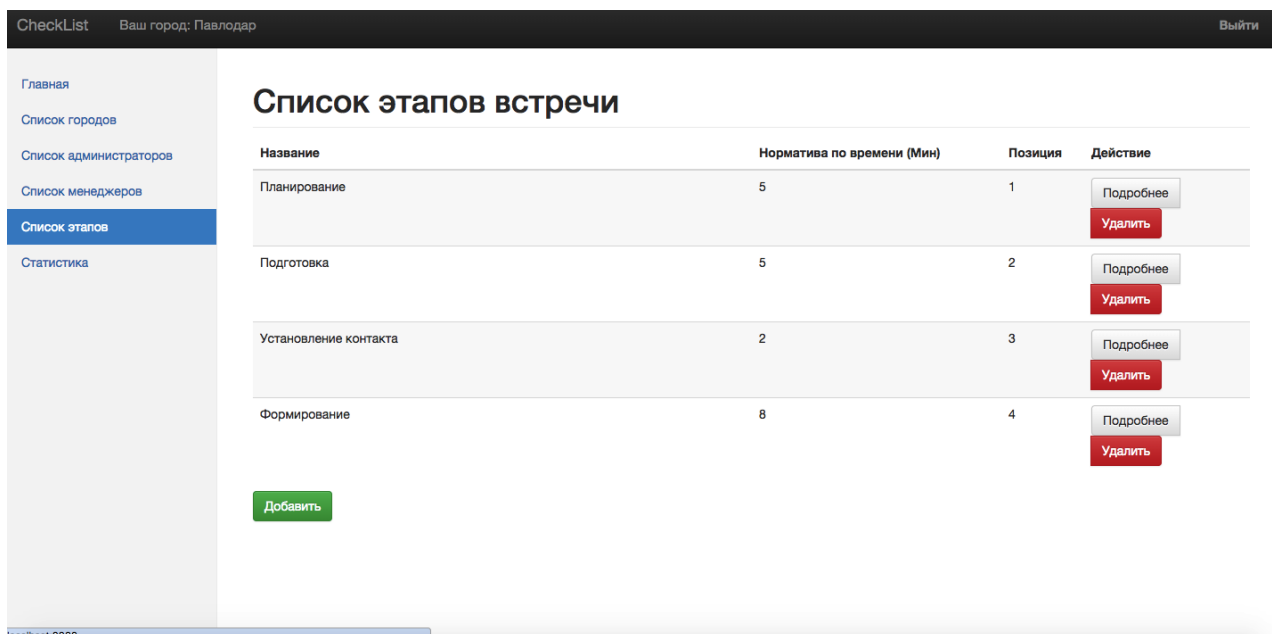 CheckList Ваш город: Павлодар Выйти
Главная
Список городов
Список администраторов
Список менеджеров
Список этапов
Статистика
Список этапов встречи
Название Норматива по времени (Мин) Позиция Действие
Планирование 5 1 Подробнее
Удалить
Подготовка 5 2 Подробнее
Удалить
Установление контакта 2 3 Подробнее
Удалить
Формирование 8 4 Подробнее
Удалить
Добавить